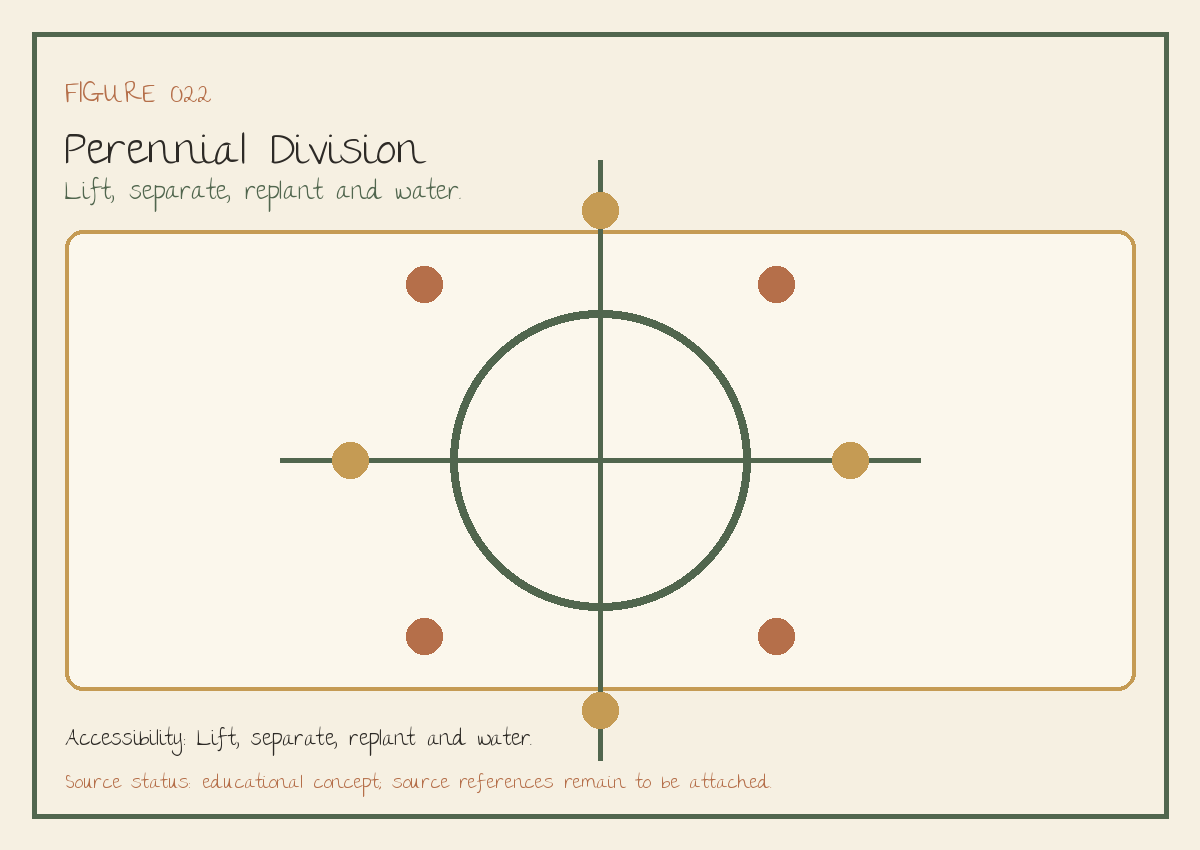 FIGURE 022
Perennial Division
Lift, separate, replant and water.
Accessibility: Lift, separate, replant and water.
Source status: educational concept; source references remain to be attached.